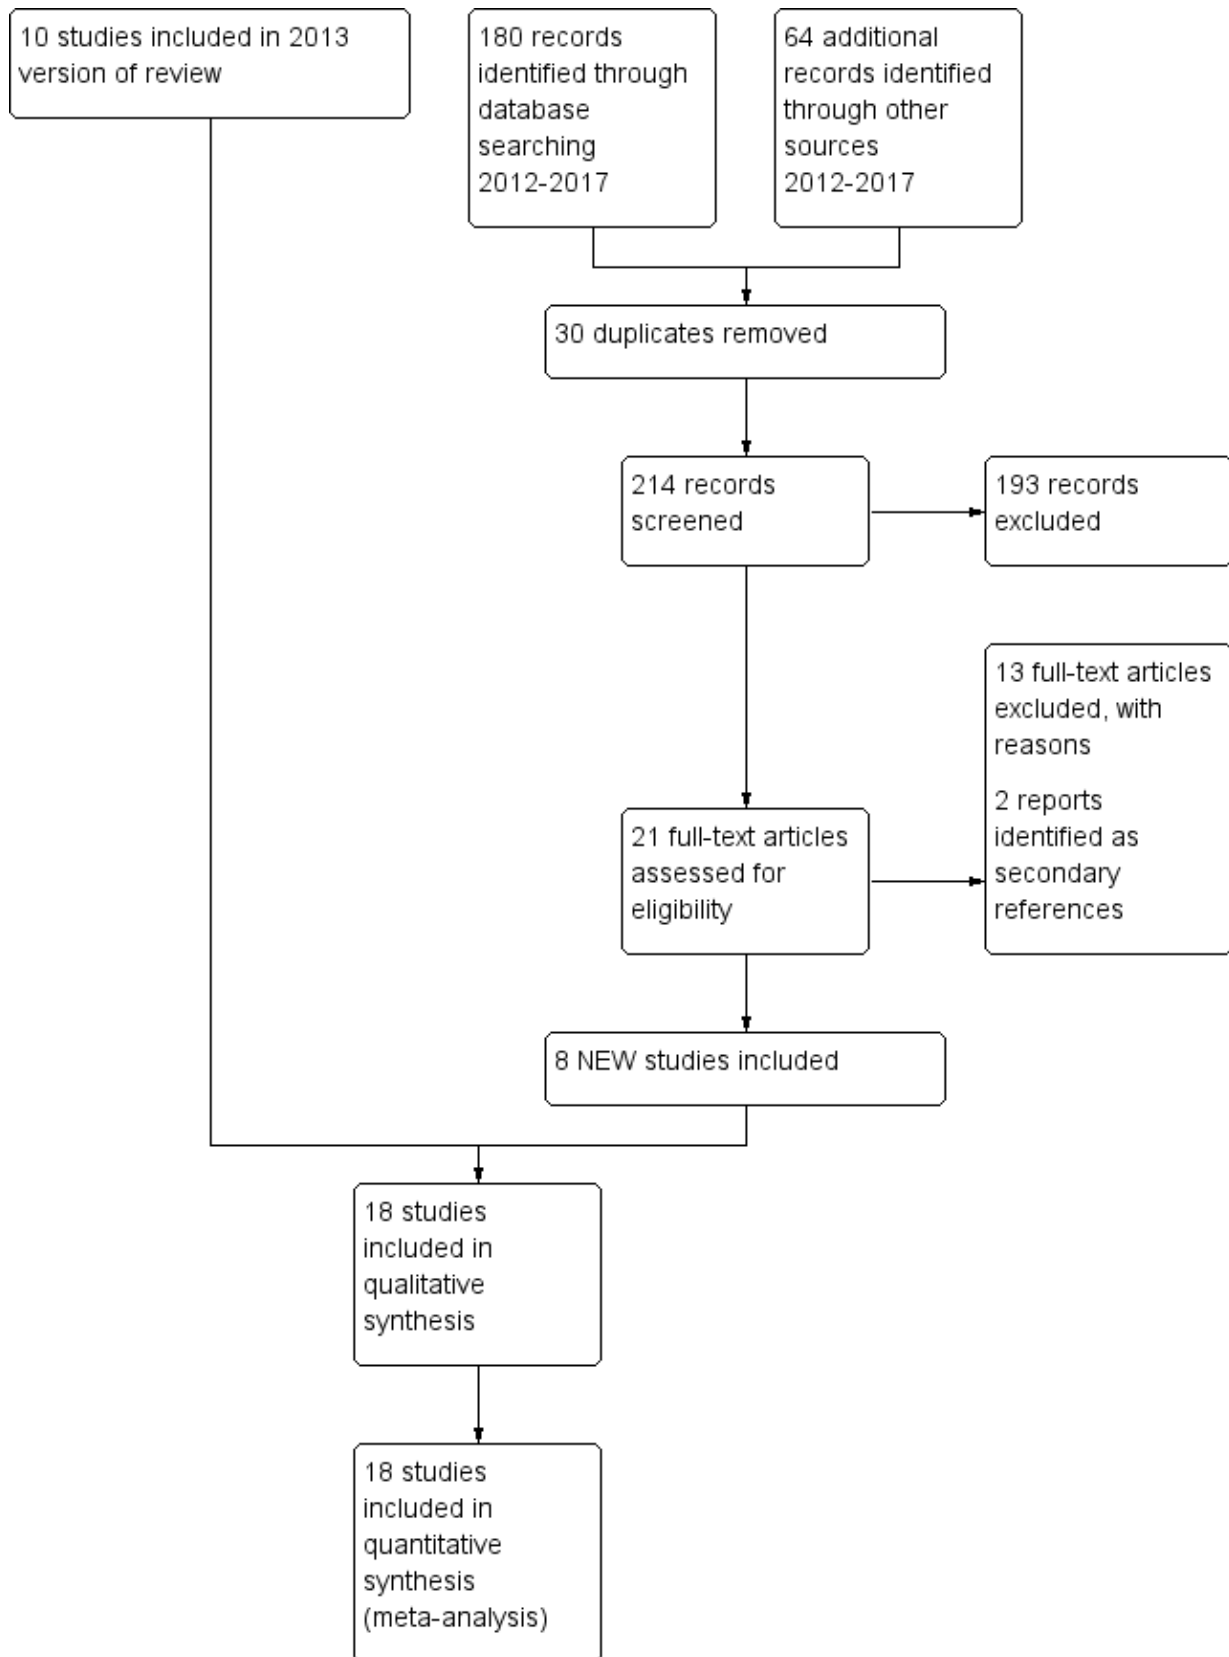 10 studies included in 2013
version of review
180 records
identified through
database
searching
2012-2017
64 additional
records identified
through other
sources
2012-2017
30 duplicates removed
214 records
screened
193 records
excluded
13 full-text articles
excluded, with
reasons
2 reports
identified as
secondary
references
21 full-text articles
assessed for
eligibility
8 NEW studies included
18 studies
included in
qualitative
synthesis
18 studies
included in
quantitative
synthesis
(meta-analysis)